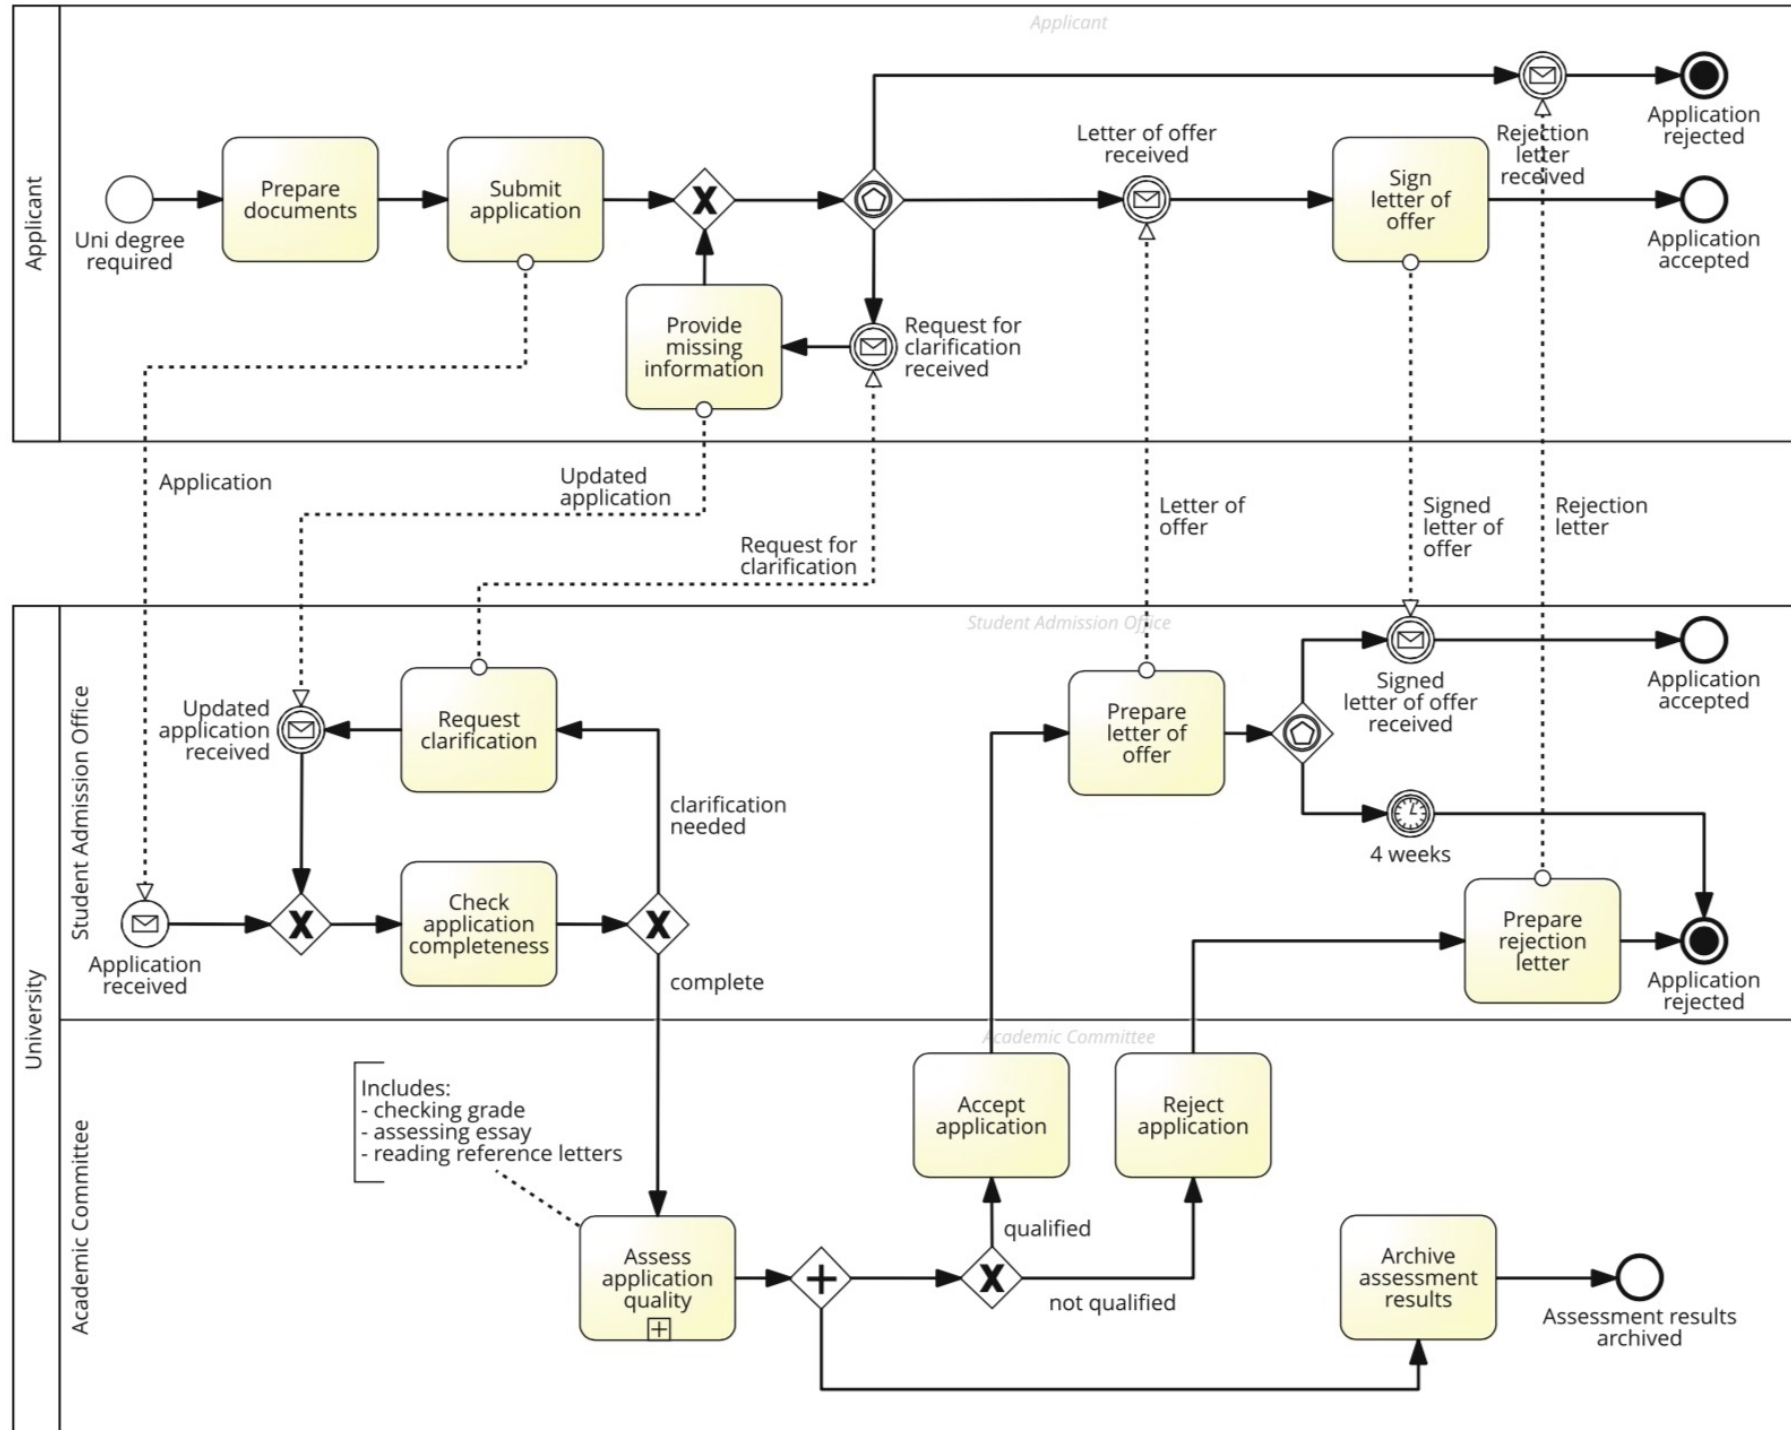 Applicant
Applicant
Uni degree
required
Prepare
documents
Submit
application
X
Provide
missing
information
Request for
clarification
received
Letter of offer
received
Sign
letter of
offer
Rejection
letter
received
Application
rejected
Application
accepted
Application
Updated
application
Request for
clarification
Letter of
offer
Signed
letter of
offer
Rejection
letter
University
Student Admission Office
Student Admission Office
Updated
application
received
Request
clarification
clarification
needed
Application
received
X
Check
application
completeness
X
complete
Prepare
letter of
offer
Signed
letter of offer
received
Application
accepted
4 weeks
Prepare
rejection
letter
Application
rejected
Academic Committee
Academic Committee
Includes:
- checking grade
- assessing essay
- reading reference letters
Assess
application
quality
Accept
application
Reject
application
qualified
X
not qualified
Archive
assessment
results
Assessment results
archived